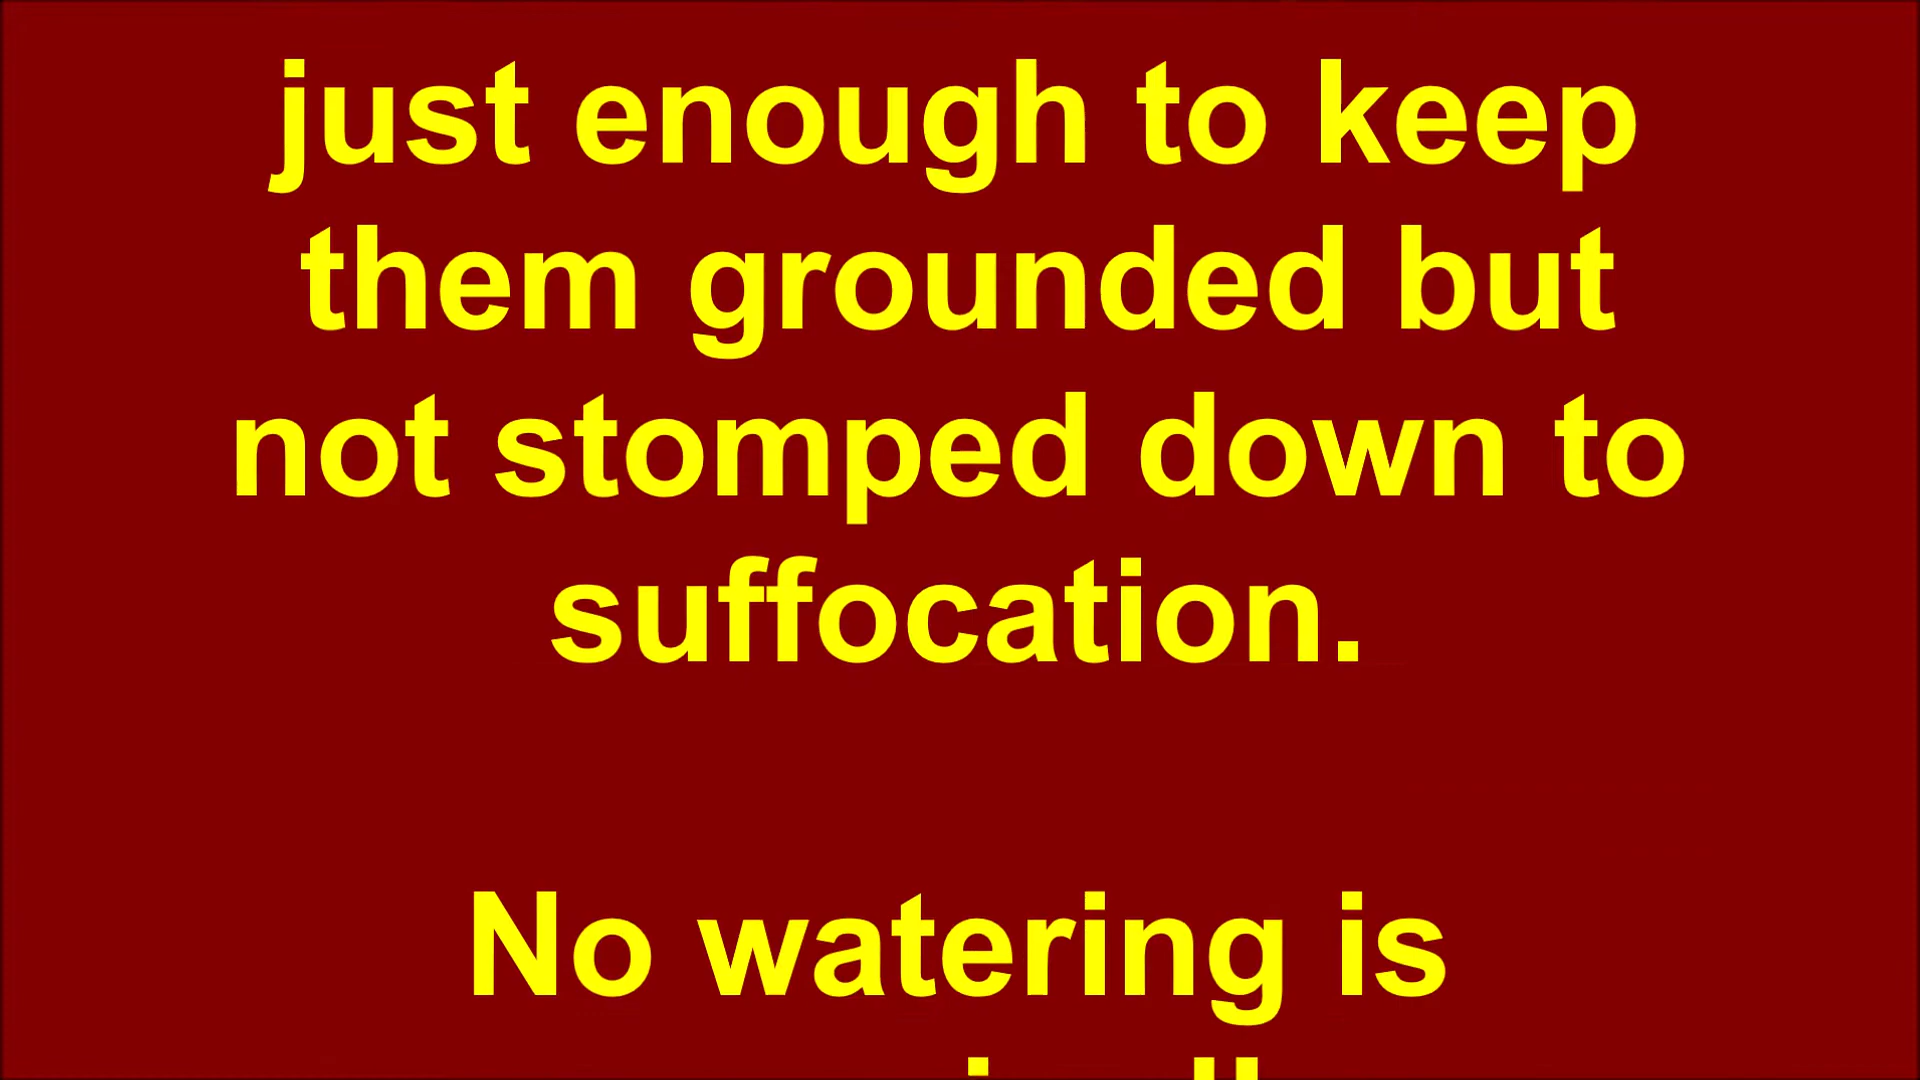 just enough to keep
them grounded but
not stomped down to
suffocation.
No watering is